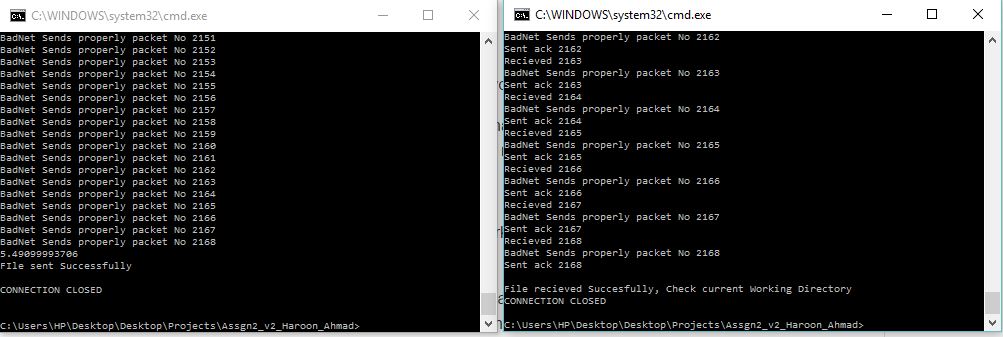 C:\WINDOWS\system32\cmd.exe
BadNet Sends properly packet No 2151
BadNet Sends properly packet No 2152
BadNet Sends properly packet No 2153
BadNet Sends properly packet No 2154
BadNet Sends properly packet No 2155
BadNet Sends properly packet No 2156
BadNet Sends properly packet No 2157
BadNet Sends properly packet No 2158
BadNet Sends properly packet No 2159
BadNet Sends properly packet No 2160
BadNet Sends properly packet No 2161
BadNet Sends properly packet No 2162
BadNet Sends properly packet No 2163
BadNet Sends properly packet No 2164
BadNet Sends properly packet No 2165
BadNet Sends properly packet No 2166
BadNet Sends properly packet No 2167
BadNet Sends properly packet No 2168
5.49099993706
FIle sent Successfully
CONNECTION CLOSED
C:\Users\HP\Desktop\Desktop\Projects\Assgn2_v2_Haroon_Ahmad>
C:\WINDOWS\system32\cmd.exe
BadNet Sends properly packet No 2162
Sent ack 2162
Recieved 2163
BadNet Sends properly packet No 2163
Sent ack 2163
Recieved 2164
BadNet Sends properly packet No 2164
Sent ack 2164
Recieved 2165
BadNet Sends properly packet No 2165
Sent ack 2165
Recieved 2166
BadNet Sends properly packet No 2166
Sent ack 2166
Recieved 2167
BadNet Sends properly packet No 2167
Sent ack 2167
Recieved 2168
BadNet Sends properly packet No 2168
Sent ack 2168
File recieved Succesfully, Check current Working Directory
CONNECTION CLOSED
C:\Users\HP\Desktop\Desktop\Projects\Assgn2_v2_Haroon_Ahmad>